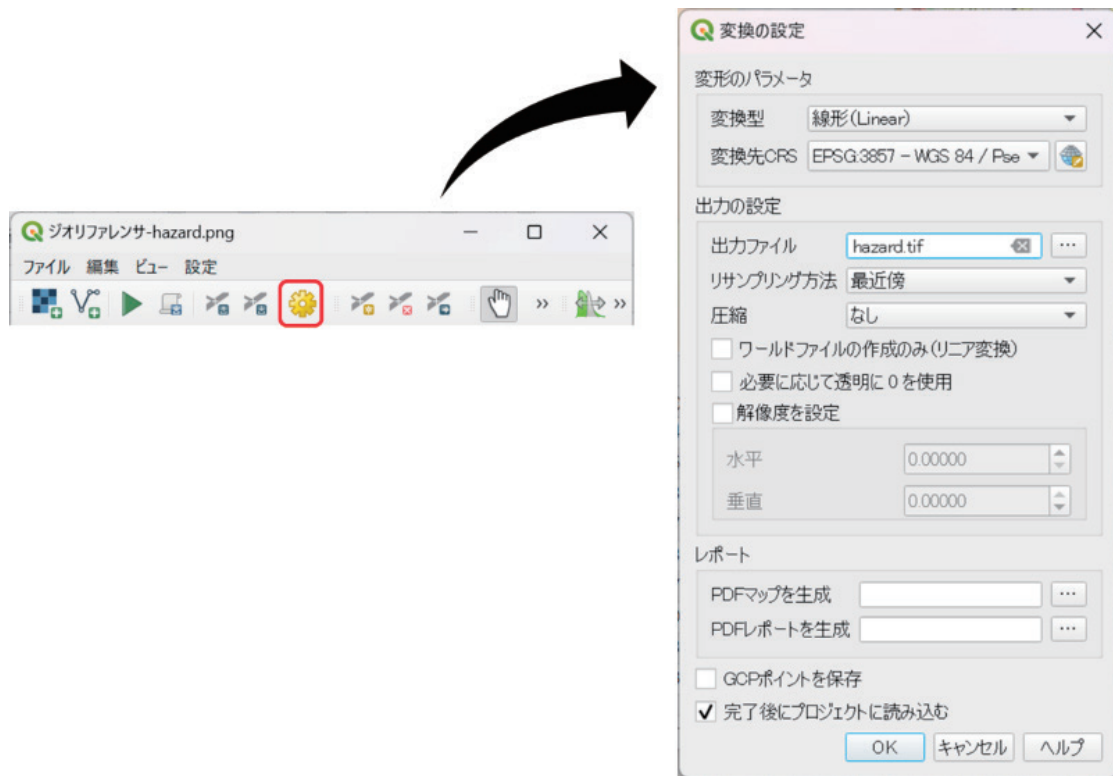 ジオリファレンサ-hazard.png
ファイル 編集 ビュー 設定
変換の設定
変形のパラメータ
変換型 線形(Linear)
変換先CRS EPSG:3857 - WGS 84 / Pse
出力の設定
出力ファイル hazard.tif
リサンプリング方法 最近傍
圧縮 なし
ワールドファイルの作成のみ(リニア変換)
必要に応じて透明に0を使用
解像度を設定
水平 0.00000
垂直 0.00000
レポート
PDFマップを生成
PDFレポートを生成
GCPポイントを保存
完了後にプロジェクトに読み込む
OK キャンセル ヘルプ